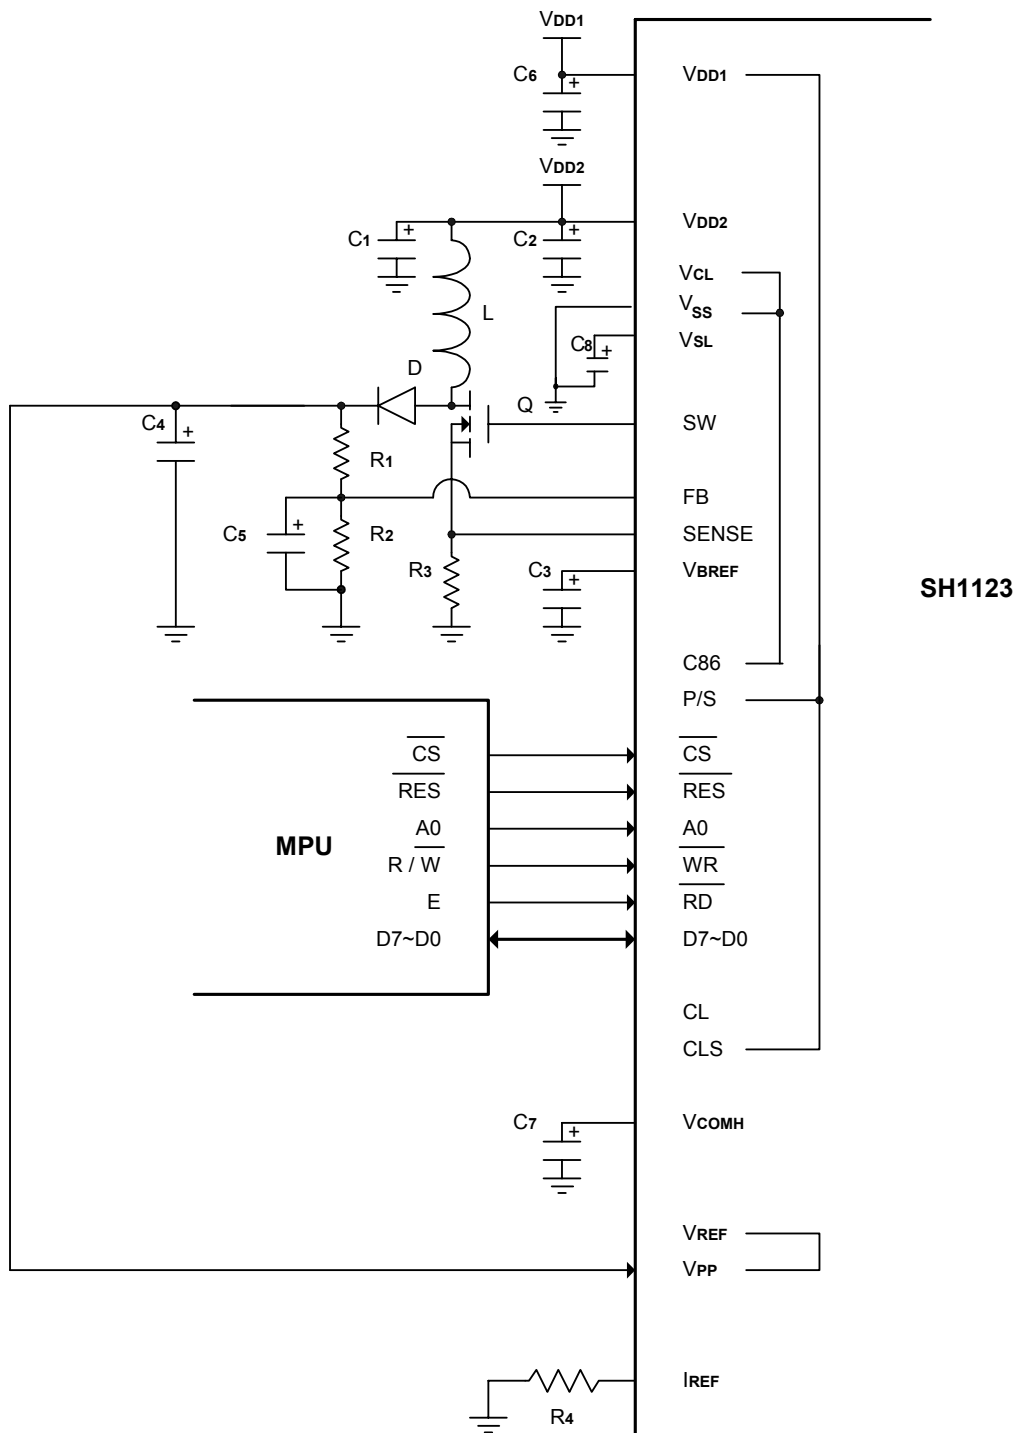 VDD1
C6 +
VDD1
VDD2
VDD2
C1 +
C2 +
VCL
L
VSS
C8 +
VSL
D
Q
SW
C4 +
R1
FB
C5 +
R2
SENSE
R3
C3 +
VBREF
SH1123
C86
P/S
CS
CS
RES
RES
MPU
A0
A0
R / W
WR
E
RD
D7~D0
D7~D0
CL
CLS
C7 +
VCOMH
VREF
VPP
IREF
R4